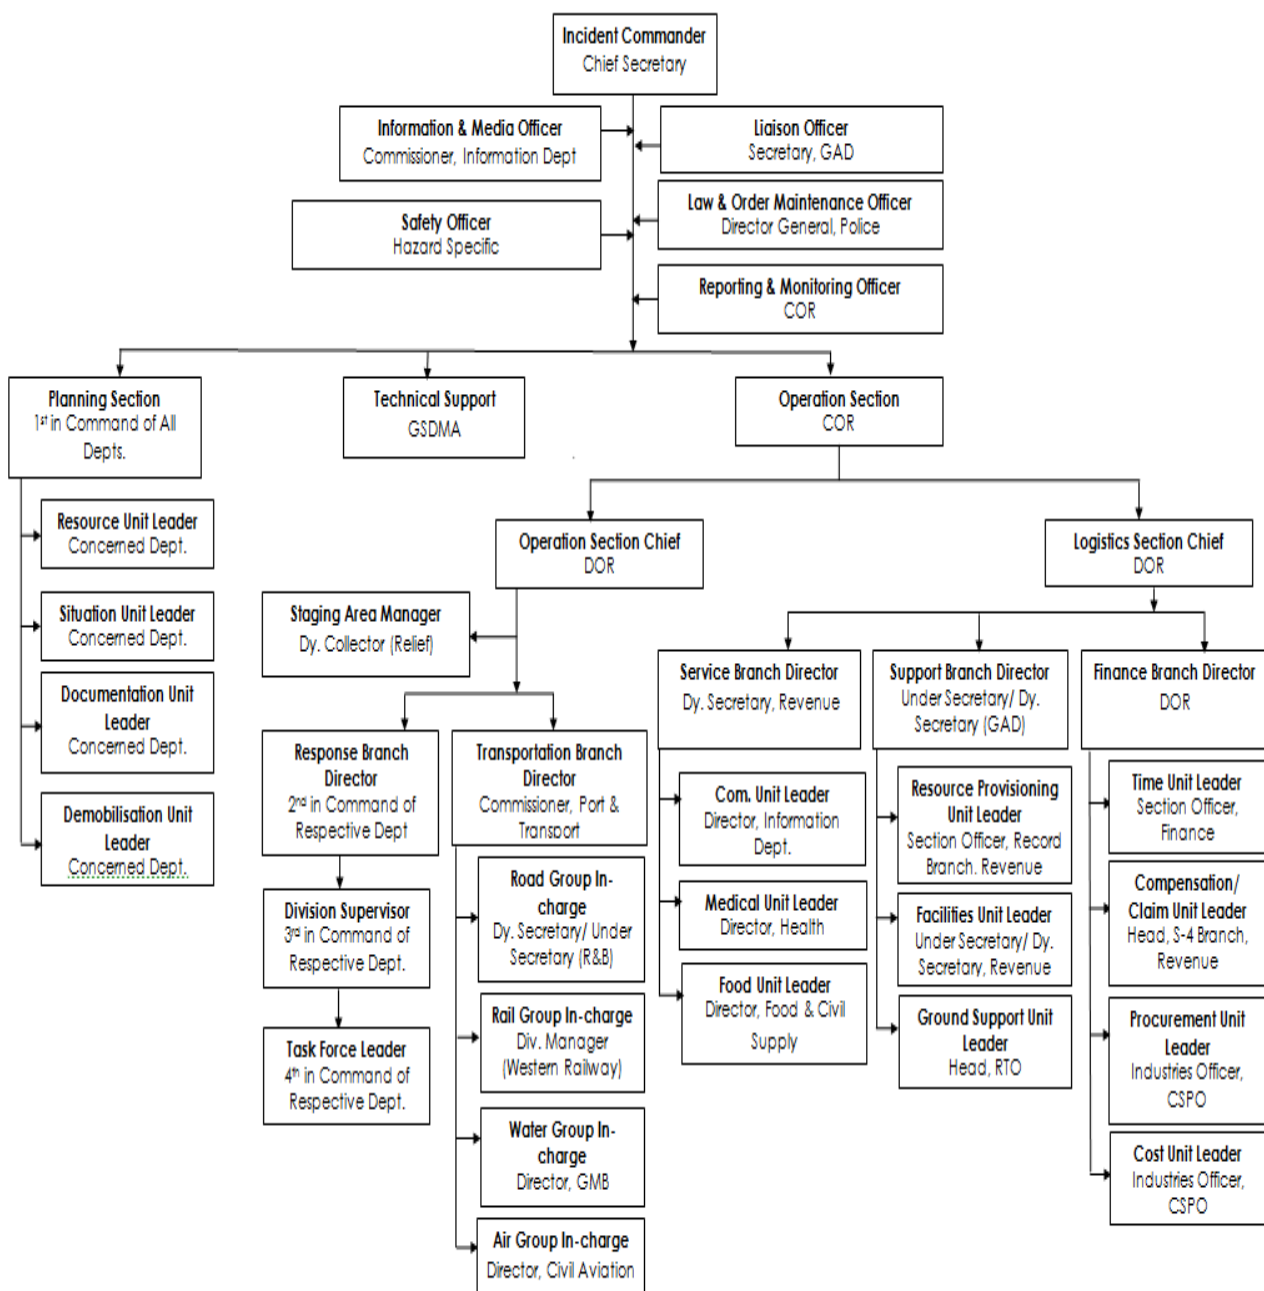 Incident Commander
Chief Secretary
Information & Media Officer
Commissioner, Information Dept
Liaison Officer
Secretary, GAD
Safety Officer
Hazard Specific
Law & Order Maintenance Officer
Director General, Police
Reporting & Monitoring Officer
COR
Planning Section
1st in Command of All
Depts.
Technical Support
GSDMA
Operation Section
COR
Resource Unit Leader
Concerned Dept.
Situation Unit Leader
Concerned Dept.
Documentation Unit
Leader
Concerned Dept.
Demobilisation Unit
Leader
Concerned Dept.
Operation Section Chief
DOR
Logistics Section Chief
DOR
Staging Area Manager
Dy. Collector (Relief)
Response Branch
Director
2nd in Command of
Respective Dept
Division Supervisor
3rd in Command of
Respective Dept.
Task Force Leader
4th in Command of
Respective Dept.
Transportation Branch
Director
Commissioner, Port &
Transport
Road Group In-
charge
Dy. Secretary/ Under
Secretary (R&B)
Rail Group In-charge
Div. Manager
(Western Railway)
Water Group In-
charge
Director, GMB
Air Group In-charge
Director, Civil Aviation
Service Branch Director
Dy. Secretary, Revenue
Com. Unit Leader
Director, Information
Dept.
Medical Unit Leader
Director, Health
Food Unit Leader
Director, Food & Civil
Supply
Support Branch Director
Under Secretary/ Dy.
Secretary (GAD)
Resource Provisioning
Unit Leader
Section Officer, Record
Branch. Revenue
Facilities Unit Leader
Under Secretary/ Dy.
Secretary, Revenue
Ground Support Unit
Leader
Head, RTO
Finance Branch Director
DOR
Time Unit Leader
Section Officer,
Finance
Compensation/
Claim Unit Leader
Head, S-4 Branch,
Revenue
Procurement Unit
Leader
Industries Officer,
CSPO
Cost Unit Leader
Industries Officer,
CSPO